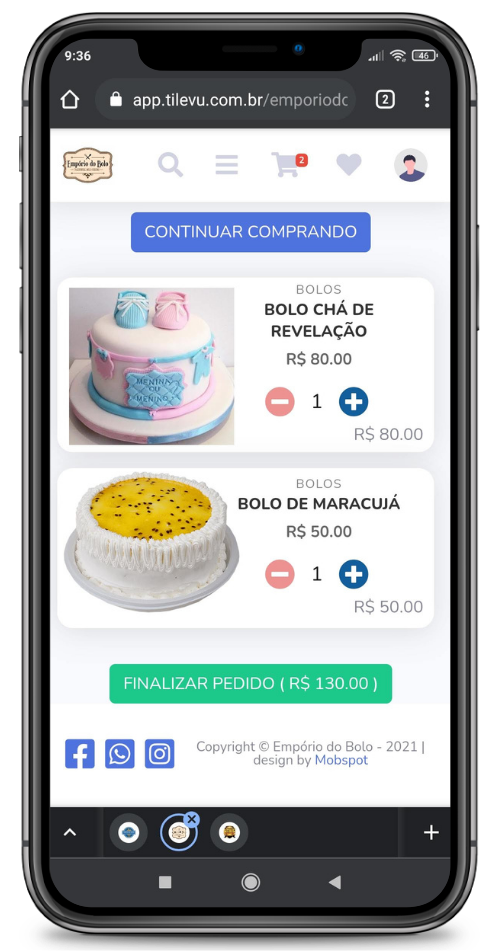 9:36
46
app.tilevu.com.br/emporiodc
2
Empório do Bolo
2
CONTINUAR COMPRANDO
BOLOS
BOLO CHÁ DE
REVELAÇÃO
R$ 80.00
1
R$ 80.00
MENINA
OU
MENINO
BOLOS
BOLO DE MARACUJÁ
R$ 50.00
1
R$ 50.00
FINALIZAR PEDIDO ( R$ 130.00 )
Copyright © Empório do Bolo - 2021 |
design by Mobspot